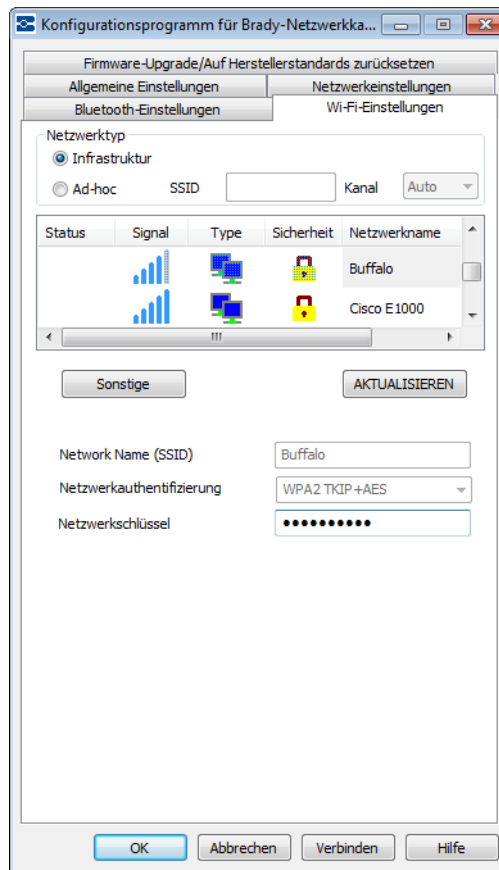 Konfigurationsprogramm für Brady-Netzwerkka...
Firmware-Upgrade/Auf Herstellerstandards zurücksetzen
Allgemeine Einstellungen Netzwerkeinstellungen
Bluetooth-Einstellungen Wi-Fi-Einstellungen
Netzwerktyp
Infrastruktur
Ad-hoc SSID Kanal Auto
Status Signal Type Sicherheit Netzwerkname
Buffalo
Cisco E1000
Sonstige AKTUALISIEREN
Network Name (SSID) Buffalo
Netzwerkauthentifizierung WPA2 TKIP+AES
Netzwerkschlüssel ●●●●●●●●●●
OK Abbrechen Verbinden Hilfe